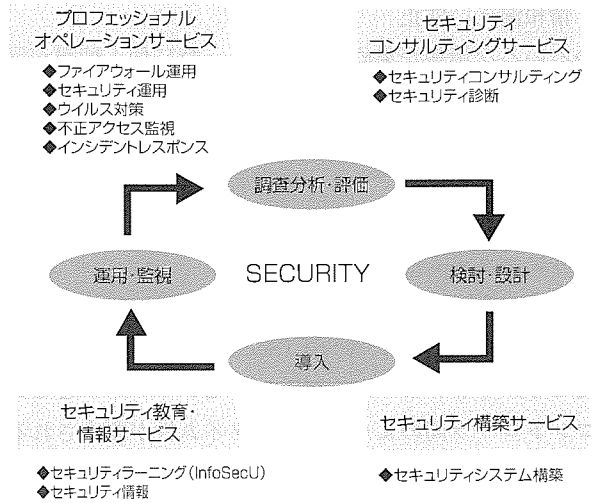 プロフェッショナル
オペレーションサービス
◆ファイアウォール運用
◆セキュリティ運用
◆ウイルス対策
◆不正アクセス監視
◆インシデントレスポンス
セキュリティ
コンサルティングサービス
◆セキュリティコンサルティング
◆セキュリティ診断
調査分析・評価
運用・監視
SECURITY
検討・設計
導入
セキュリティ教育・
情報サービス
◆セキュリティラーニング(InfoSecU)
◆セキュリティ情報
セキュリティ構築サービス
◆セキュリティシステム構築